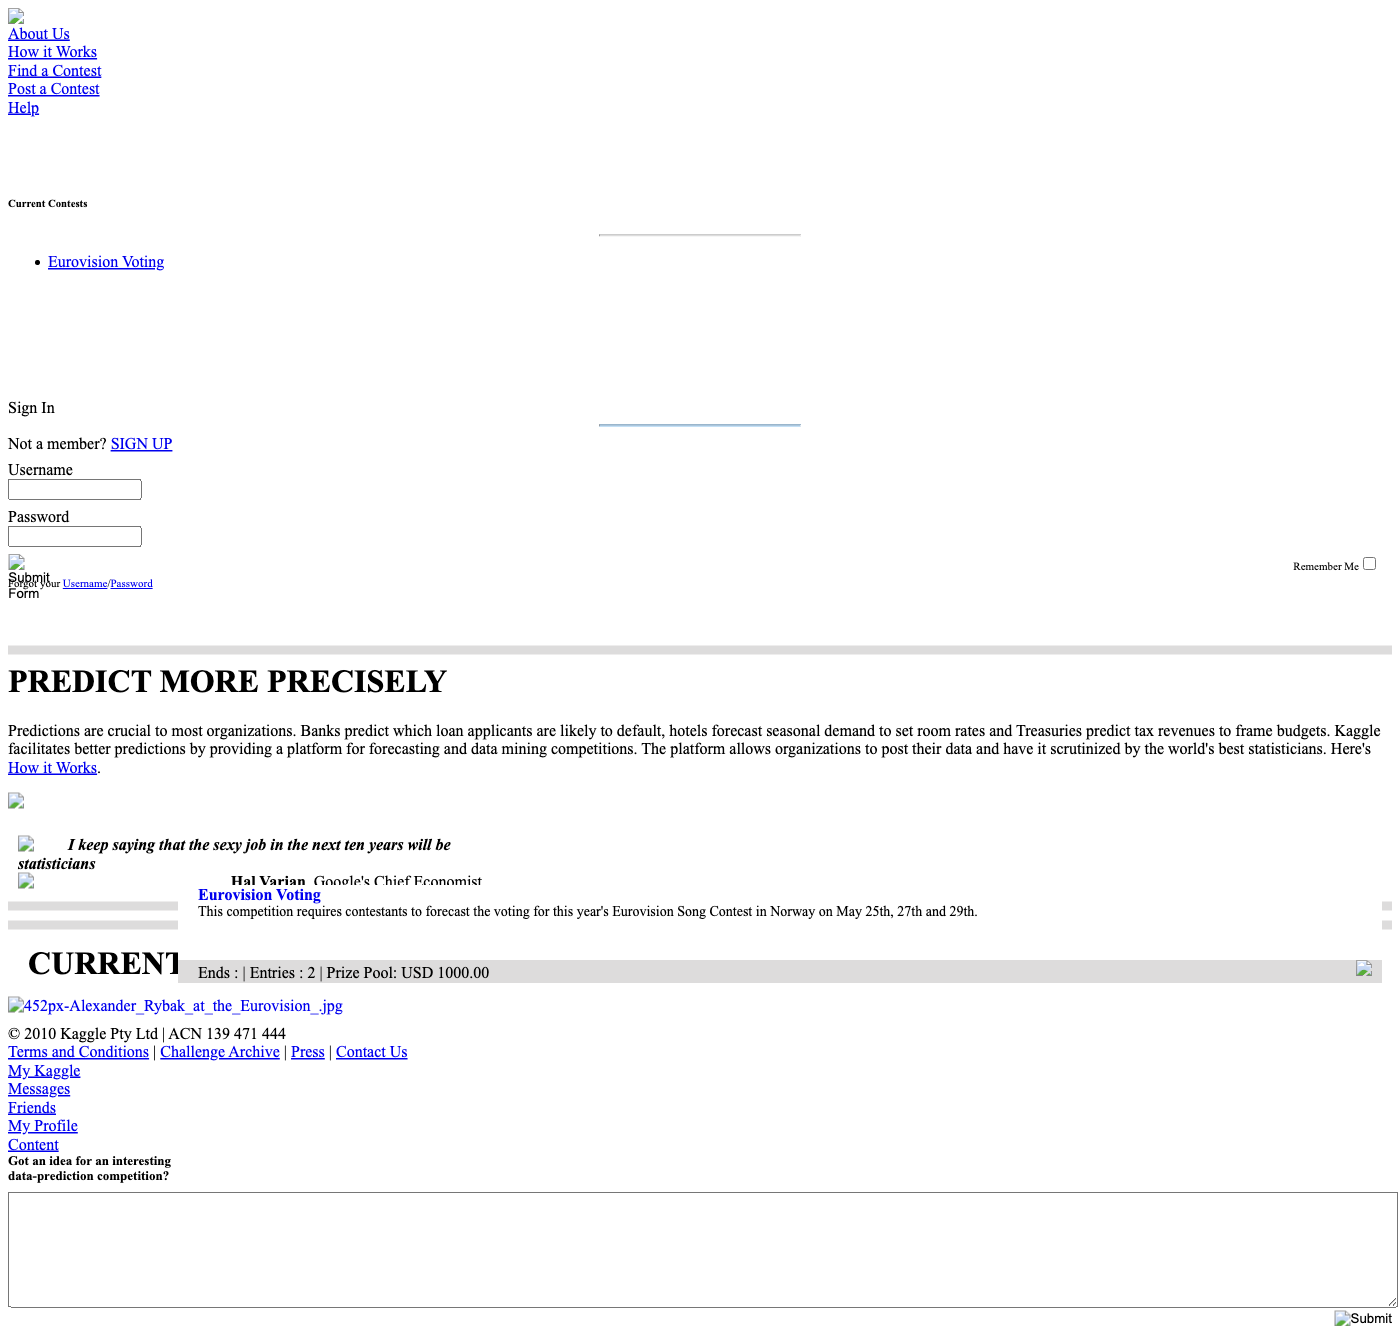 About Us
How it Works
Find a Contest
Post a Contest
Help
Current Contests
Eurovision Voting
Sign In
Not a member? SIGN UP
Username
Password
Submit
Form
Remember Me
Forgot your Username/Password
PREDICT MORE PRECISELY
Predictions are crucial to most organizations. Banks predict which loan applicants are likely to default, hotels forecast seasonal demand to set room rates and Treasuries predict tax revenues to frame budgets. Kaggle
facilitates better predictions by providing a platform for forecasting and data mining competitions. The platform allows organizations to post their data and have it scrutinized by the world's best statisticians. Here's
How it Works.
I keep saying that the sexy job in the next ten years will be
statisticians
Hal Varian, Google's Chief Economist
Eurovision Voting
This competition requires contestants to forecast the voting for this year's Eurovision Song Contest in Norway on May 25th, 27th and 29th.
CURRENT
Ends : | Entries : 2 | Prize Pool: USD 1000.00
452px-Alexander_Rybak_at_the_Eurovision_.jpg
© 2010 Kaggle Pty Ltd | ACN 139 471 444
Terms and Conditions | Challenge Archive | Press | Contact Us
My Kaggle
Messages
Friends
My Profile
Content
Got an idea for an interesting
data-prediction competition?
Submit